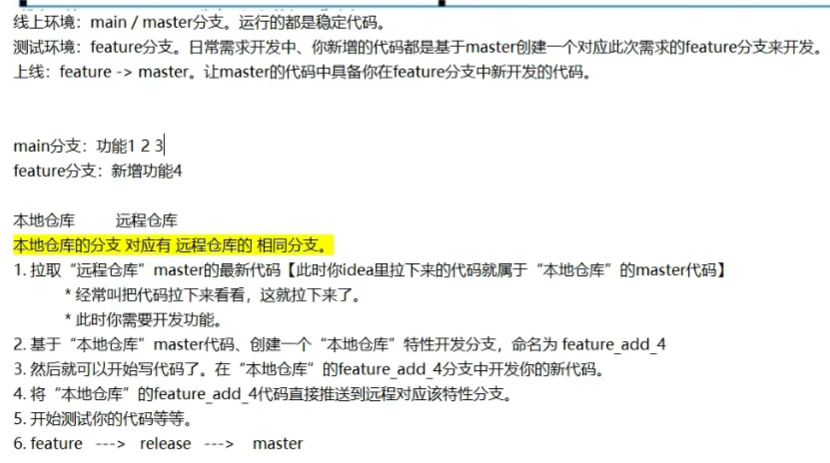 线上环境：main / master分支。运行的都是稳定代码。
测试环境：feature分支。日常需求开发中、你新增的代码都是基于master创建一个对应此次需求的feature分支来开发。
上线：feature -> master。让master的代码中具备你在feature分支中新开发的代码。
main分支：功能1 2 3
feature分支：新增功能4
本地仓库 远程仓库
本地仓库的分支 对应有 远程仓库的 相同分支。
1. 拉取“远程仓库”master的最新代码【此时你idea里拉下来的代码就属于“本地仓库”的master代码】
* 经常叫把代码拉下来看看，这就拉下来了。
* 此时你需要开发功能。
2. 基于“本地仓库”master代码、创建一个“本地仓库”特性开发分支，命名为 feature_add_4
3. 然后就可以开始写代码了。在“本地仓库”的feature_add_4分支中开发你的新代码。
4. 将“本地仓库”的feature_add_4代码直接推送到远程对应该特性分支。
5. 开始测试你的代码等等。
6. feature ---> release ---> master